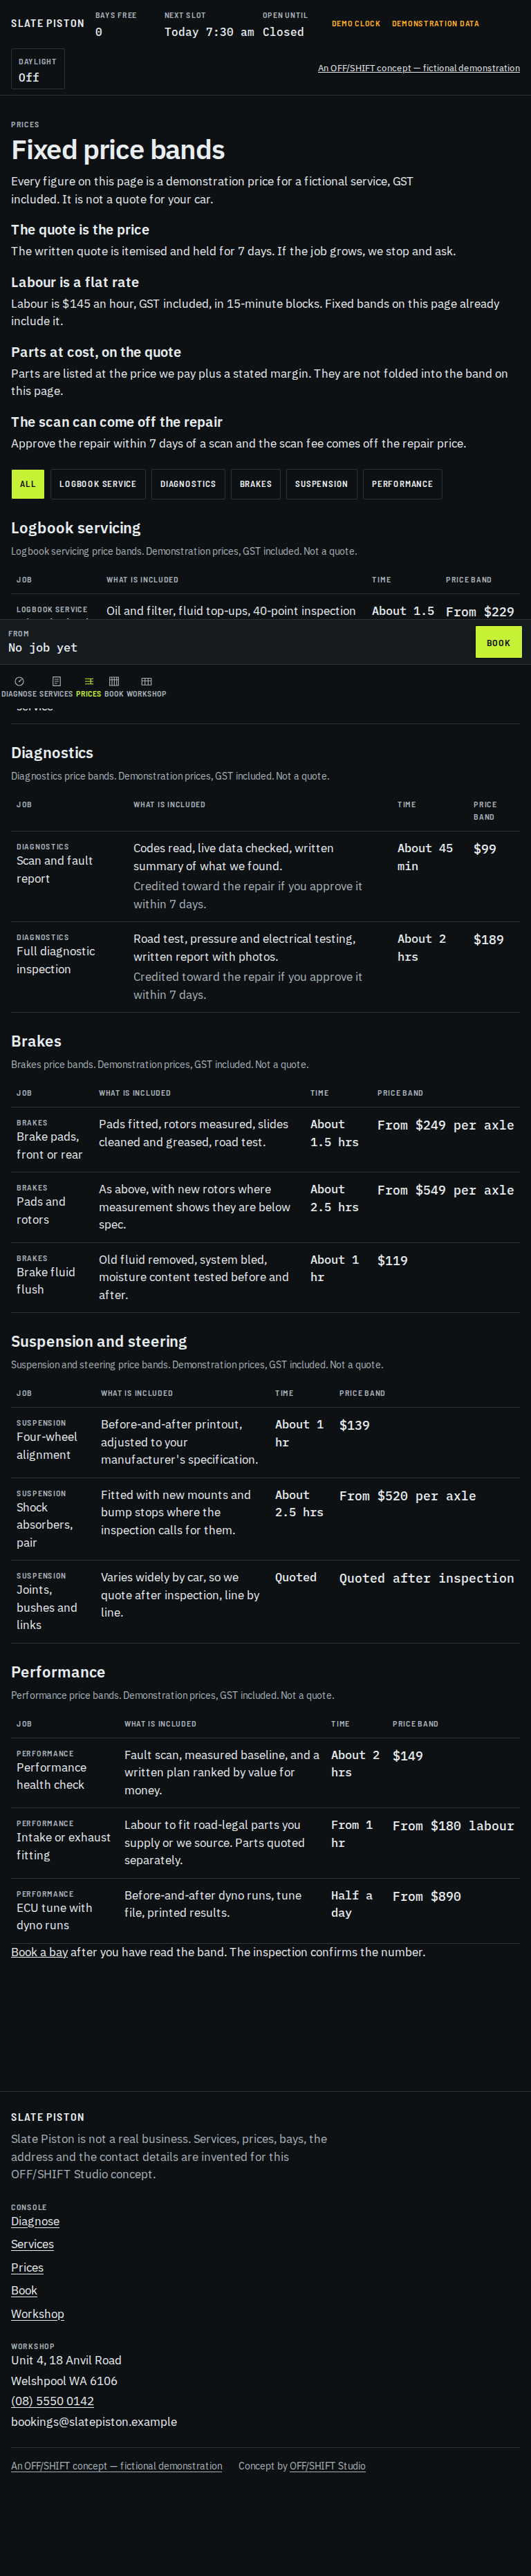 SLATE PISTON
BAYS FREE
0
NEXT SLOT
Today 7:30 am
OPEN UNTIL
Closed
DEMO CLOCK
DEMONSTRATION DATA
DAYLIGHT
Off
An OFF/SHIFT concept — fictional demonstration
PRICES
Fixed price bands
Every figure on this page is a demonstration price for a fictional service, GST
included. It is not a quote for your car.
The quote is the price
The written quote is itemised and held for 7 days. If the job grows, we stop and ask.
Labour is a flat rate
Labour is $145 an hour, GST included, in 15-minute blocks. Fixed bands on this page already
include it.
Parts at cost, on the quote
Parts are listed at the price we pay plus a stated margin. They are not folded into the band on
this page.
The scan can come off the repair
Approve the repair within 7 days of a scan and the scan fee comes off the repair price.
ALL
LOGBOOK SERVICE
DIAGNOSTICS
BRAKES
SUSPENSION
PERFORMANCE
Logbook servicing
Logbook servicing price bands. Demonstration prices, GST included. Not a quote.
JOB WHAT IS INCLUDED TIME PRICE BAND
LOGBOOK SERVICE
Oil and filter, fluid top-ups, 40-point inspection
About 1.5
From $229
FROM
No job yet
BOOK
DIAGNOSE SERVICES PRICES BOOK WORKSHOP
service
Diagnostics
Diagnostics price bands. Demonstration prices, GST included. Not a quote.
JOB WHAT IS INCLUDED TIME PRICE
BAND
DIAGNOSTICS
Scan and fault
report
Codes read, live data checked, written
summary of what we found.
Credited toward the repair if you approve it
within 7 days.
About 45
min
$99
DIAGNOSTICS
Full diagnostic
inspection
Road test, pressure and electrical testing,
written report with photos.
Credited toward the repair if you approve it
within 7 days.
About 2
hrs
$189
Brakes
Brakes price bands. Demonstration prices, GST included. Not a quote.
JOB WHAT IS INCLUDED TIME PRICE BAND
BRAKES
Brake pads,
front or rear
Pads fitted, rotors measured, slides
cleaned and greased, road test.
About
1.5 hrs
From $249 per axle
BRAKES
Pads and
rotors
As above, with new rotors where
measurement shows they are below
spec.
About
2.5 hrs
From $549 per axle
BRAKES
Brake fluid
flush
Old fluid removed, system bled,
moisture content tested before and
after.
About 1
hr
$119
Suspension and steering
Suspension and steering price bands. Demonstration prices, GST included. Not a quote.
JOB WHAT IS INCLUDED TIME PRICE BAND
SUSPENSION
Four-wheel
alignment
Before-and-after printout,
adjusted to your
manufacturer's specification.
About 1
hr
$139
SUSPENSION
Shock
absorbers,
pair
Fitted with new mounts and
bump stops where the
inspection calls for them.
About
2.5 hrs
From $520 per axle
SUSPENSION
Joints,
bushes and
links
Varies widely by car, so we
quote after inspection, line by
line.
Quoted
Quoted after inspection
Performance
Performance price bands. Demonstration prices, GST included. Not a quote.
JOB WHAT IS INCLUDED TIME PRICE BAND
PERFORMANCE
Performance
health check
Fault scan, measured baseline, and a
written plan ranked by value for
money.
About 2
hrs
$149
PERFORMANCE
Intake or exhaust
fitting
Labour to fit road-legal parts you
supply or we source. Parts quoted
separately.
From 1
hr
From $180 labour
PERFORMANCE
ECU tune with
dyno runs
Before-and-after dyno runs, tune
file, printed results.
Half a
day
From $890
Book a bay after you have read the band. The inspection confirms the number.
SLATE PISTON
Slate Piston is not a real business. Services, prices, bays, the
address and the contact details are invented for this
OFF/SHIFT Studio concept.
CONSOLE
Diagnose
Services
Prices
Book
Workshop
WORKSHOP
Unit 4, 18 Anvil Road
Welshpool WA 6106
(08) 5550 0142
bookings@slatepiston.example
An OFF/SHIFT concept — fictional demonstration
Concept by OFF/SHIFT Studio